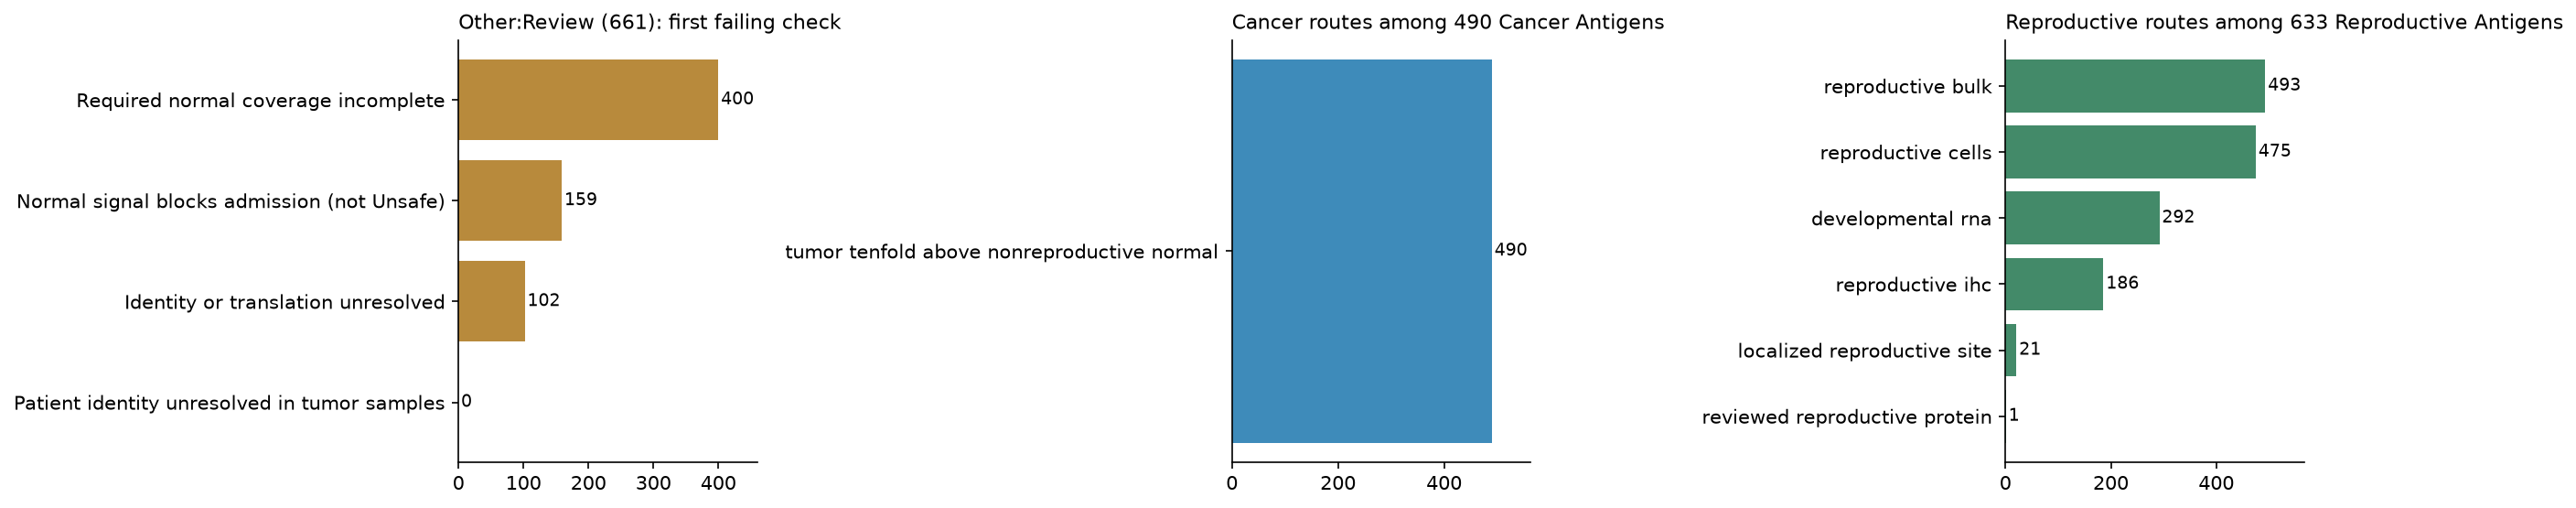 Other:Review (661): first failing check
Required normal coverage incomplete
400
Normal signal blocks admission (not Unsafe)
159
Identity or translation unresolved
102
Patient identity unresolved in tumor samples
0
0 100 200 300 400
Cancer routes among 490 Cancer Antigens
tumor tenfold above nonreproductive normal
490
0 200 400
Reproductive routes among 633 Reproductive Antigens
reproductive bulk
493
reproductive cells
475
developmental rna
292
reproductive ihc
186
localized reproductive site
21
reviewed reproductive protein
1
0 200 400